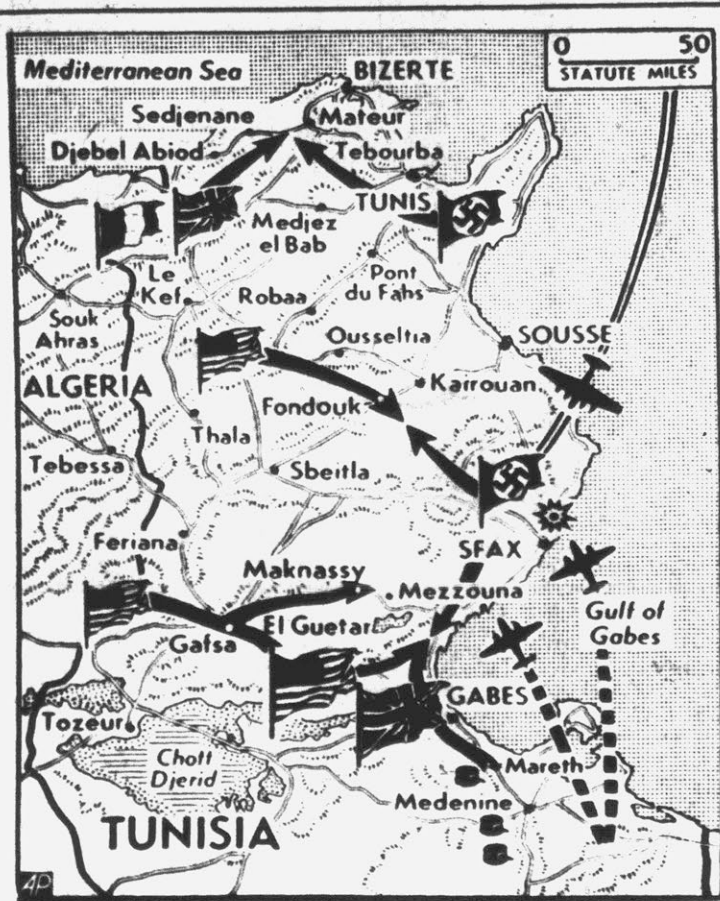 0 50
STATUTE MILES
Mediterranean Sea
BIZERTE
Sedjenane
Mateur
Djebel Abiod
Tebourba
TUNIS
Medjez
el Bab
Le
Kef
Robaa
Pont
du Fahs
Souk
Ahras
Ousseltia
SOUSSE
ALGERIA
Karrouan
Fondouk
Thala
Tebessa
Sbeitla
Feriana
SFAX
Maknassy
Mezzouna
Gulf of
Gabes
Gafsa
El Guetar
GABES
Tozeur
Chott
Djerid
Mareth
Medenine
TUNISIA
AP